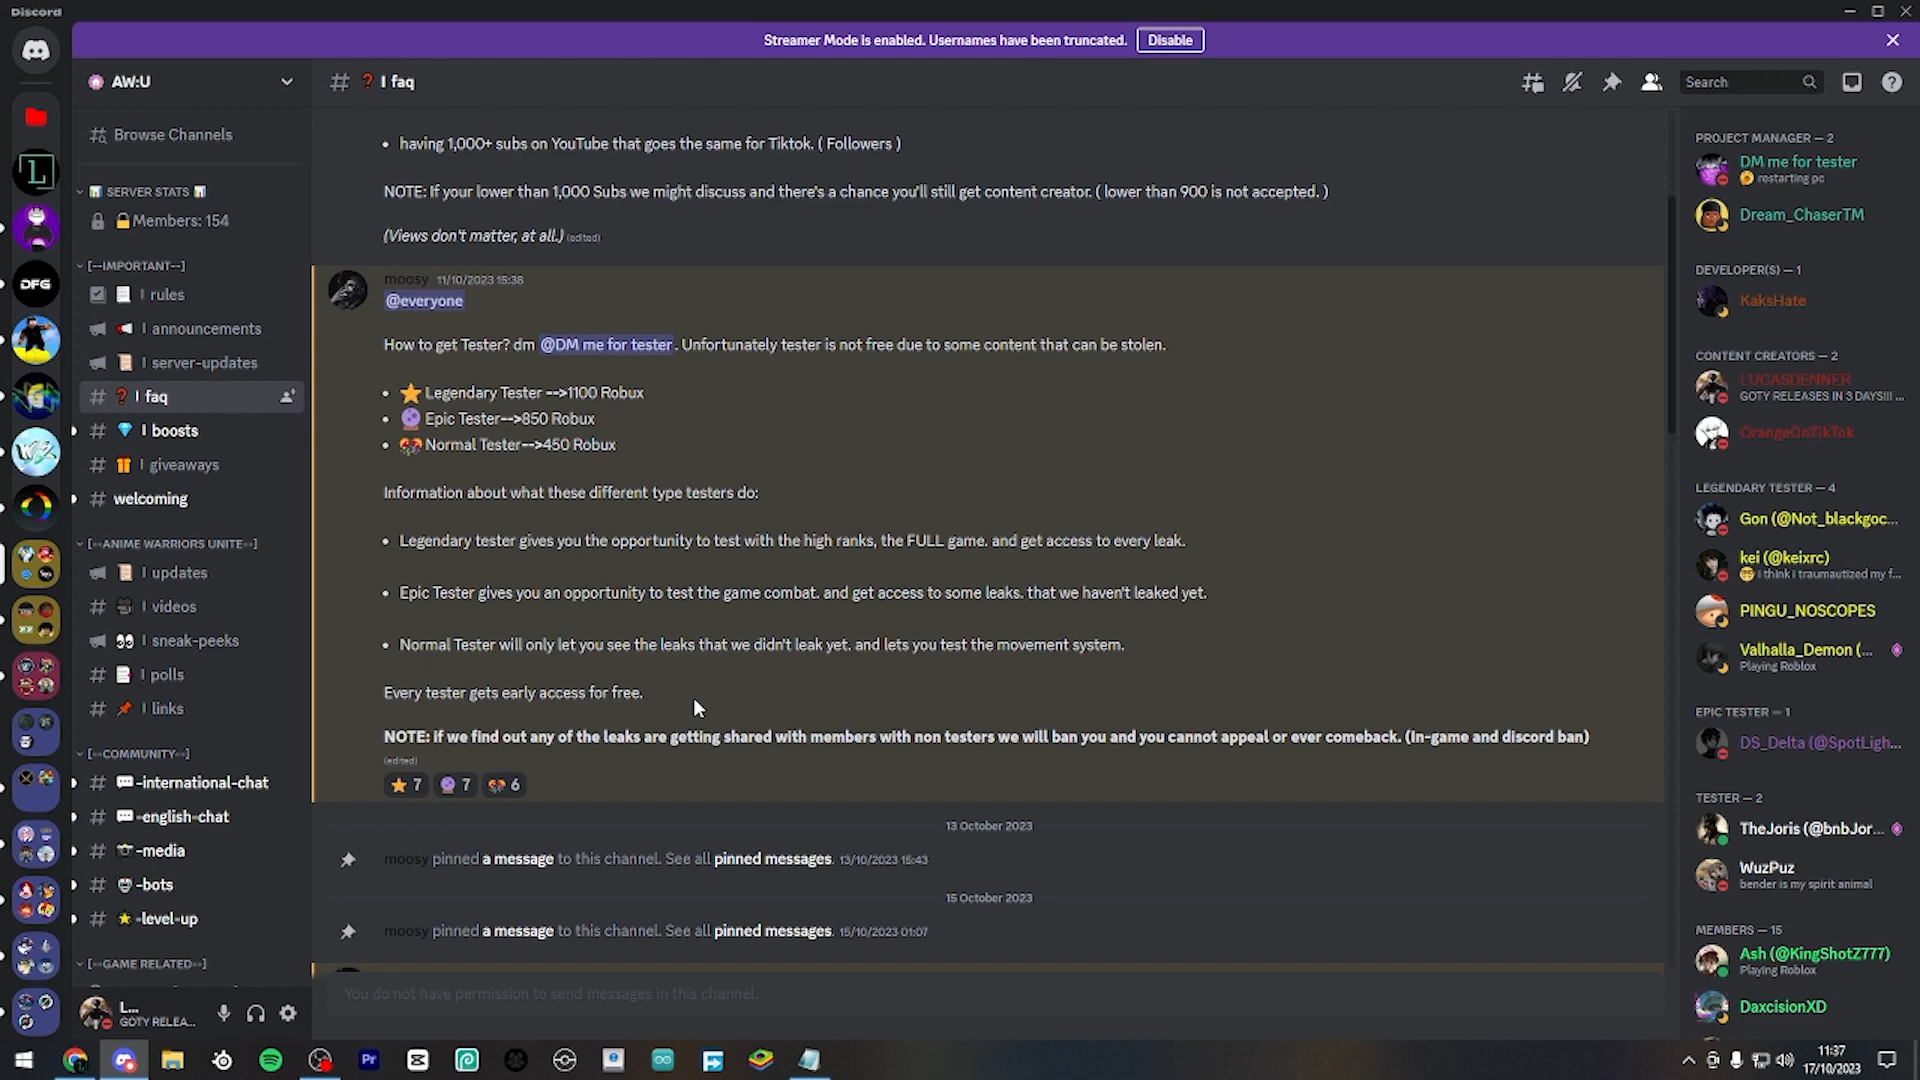 Discord
Streamer Mode is enabled. Usernames have been truncated. Disable
AW:U
Browse Channels
SERVER STATS
Members: 154
[--IMPORTANT--]
I rules
I announcements
I server-updates
I faq
I boosts
I giveaways
welcoming
[--ANIME WARRIORS UNITE--]
I updates
I videos
I sneak-peeks
I polls
I links
[--COMMUNITY--]
-international-chat
-english-chat
-media
-bots
-level-up
[--GAME RELATED--]
L...
GOTY RELEA...
I faq
Search
having 1,000+ subs on YouTube that goes the same for Tiktok. ( Followers )
NOTE: If your lower than 1,000 Subs we might discuss and there's a chance you'll still get content creator. ( lower than 900 is not accepted. )
(Views don't matter, at all.) (edited)
moosy 11/10/2023 15:38
@everyone
How to get Tester? dm @DM me for tester . Unfortunately tester is not free due to some content that can be stolen.
Legendary Tester -->1100 Robux
Epic Tester-->850 Robux
Normal Tester-->450 Robux
Information about what these different type testers do:
Legendary tester gives you the opportunity to test with the high ranks, the FULL game. and get access to every leak.
Epic Tester gives you an opportunity to test the game combat. and get access to some leaks. that we haven't leaked yet.
Normal Tester will only let you see the leaks that we didn't leak yet. and lets you test the movement system.
Every tester gets early access for free.
NOTE: if we find out any of the leaks are getting shared with members with non testers we will ban you and you cannot appeal or ever comeback. (In-game and discord ban)
(edited)
7 7 6
13 October 2023
moosy pinned a message to this channel. See all pinned messages. 13/10/2023 15:43
15 October 2023
moosy pinned a message to this channel. See all pinned messages. 15/10/2023 01:07
You do not have permission to send messages in this channel.
PROJECT MANAGER — 2
DM me for tester
restarting pc
Dream_ChaserTM
DEVELOPER(S) — 1
KaksHate
CONTENT CREATORS — 2
LUCASDENNER
GOTY RELEASES IN 3 DAYS!!! ...
OrangeOnTikTok
LEGENDARY TESTER — 4
Gon (@Not_blackgoc...
kei (@keixrc)
i think i traumautized my f...
PINGU_NOSCOPES
Valhalla_Demon (...
Playing Roblox
EPIC TESTER — 1
DS_Delta (@SpotLigh...
TESTER — 2
TheJoris (@bnbJor...
WuzPuz
bender is my spirit animal
MEMBERS — 15
Ash (@KingShotZ777)
Playing Roblox
DaxcisionXD
DFG
Pr
11:37
17/10/2023